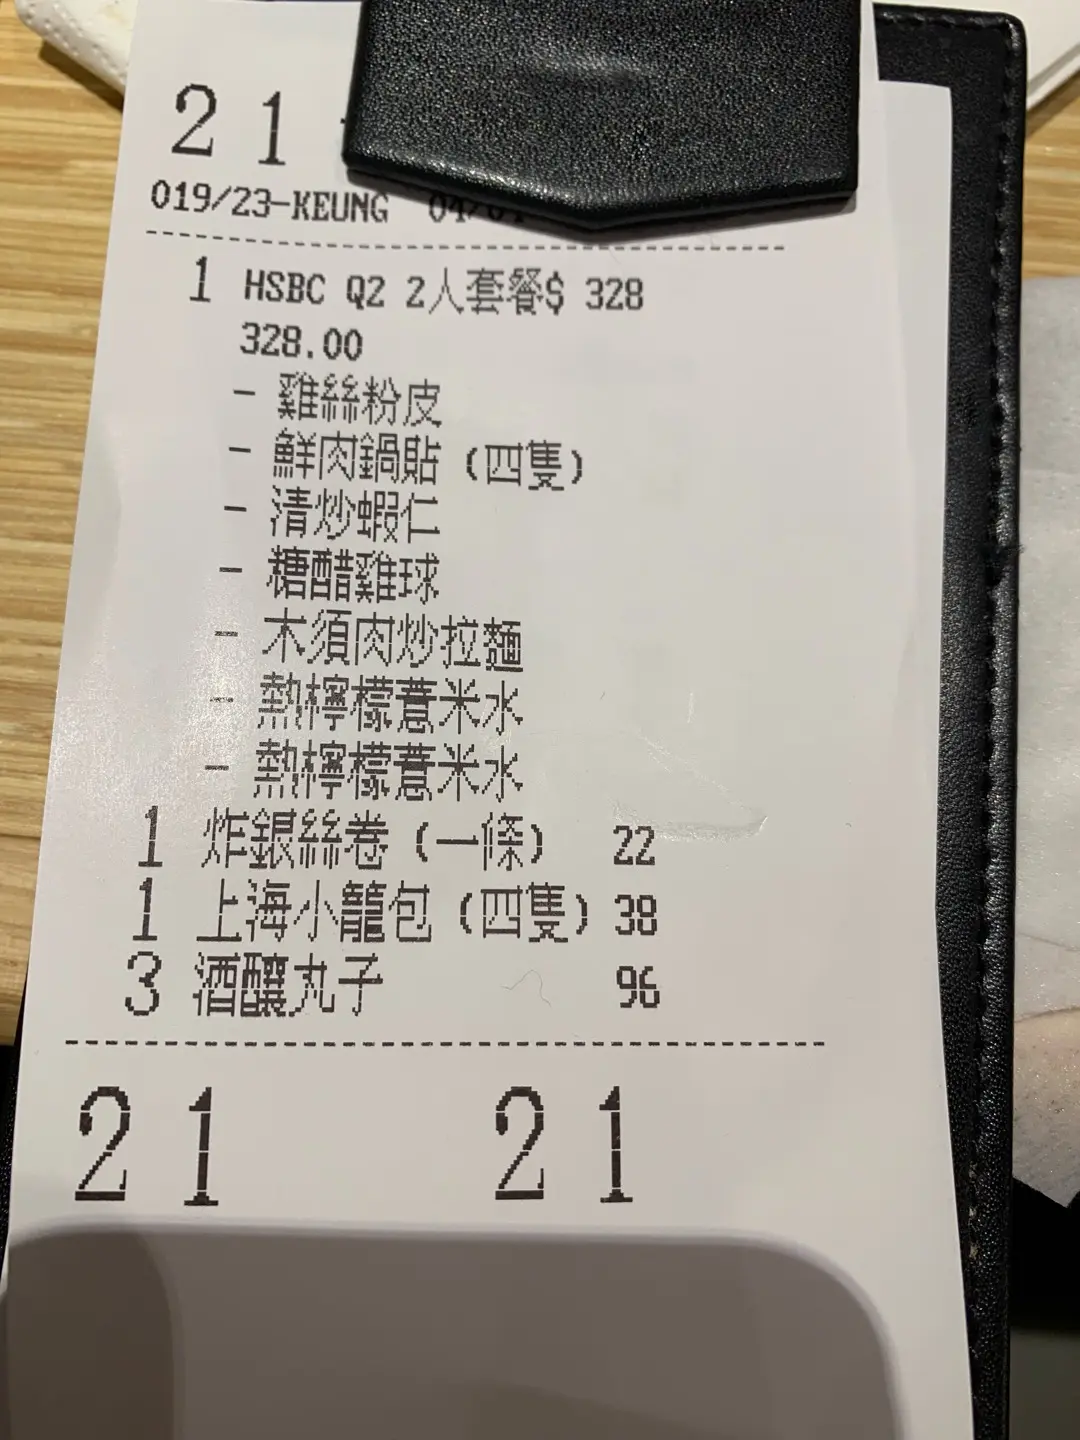 21
019/23-KEUNG 04/01
1 HSBC Q2 2人套餐$ 328
328.00
- 雞絲粉皮
- 鮮肉鍋貼 (四隻)
- 清炒蝦仁
- 糖醋雞球
- 木須肉炒拉麵
- 熱檸檬薏米水
- 熱檸檬薏米水
1 炸銀絲卷 (一條) 22
1 上海小籠包 (四隻) 38
3 酒釀丸子 96
21 21